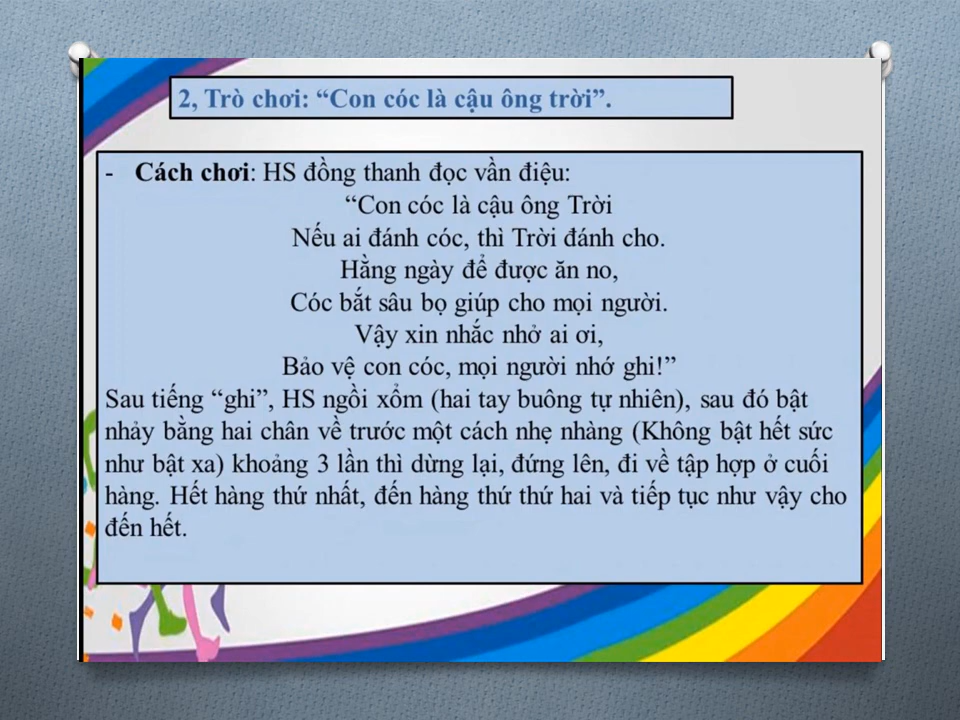 2, Trò chơi: “Con cóc là cậu ông trời”.
- Cách chơi: HS đồng thanh đọc vần điệu:
“Con cóc là cậu ông Trời
Nếu ai đánh cóc, thì Trời đánh cho.
Hằng ngày để được ăn no,
Cóc bắt sâu bọ giúp cho mọi người.
Vậy xin nhắc nhở ai ơi,
Bảo vệ con cóc, mọi người nhớ ghi!”
Sau tiếng “ghi”, HS ngồi xổm (hai tay buông tự nhiên), sau đó bật
nhảy bằng hai chân về trước một cách nhẹ nhàng (Không bật hết sức
như bật xa) khoảng 3 lần thì dừng lại, đứng lên, đi về tập hợp ở cuối
hàng. Hết hàng thứ nhất, đến hàng thứ thứ hai và tiếp tục như vậy cho
đến hết.